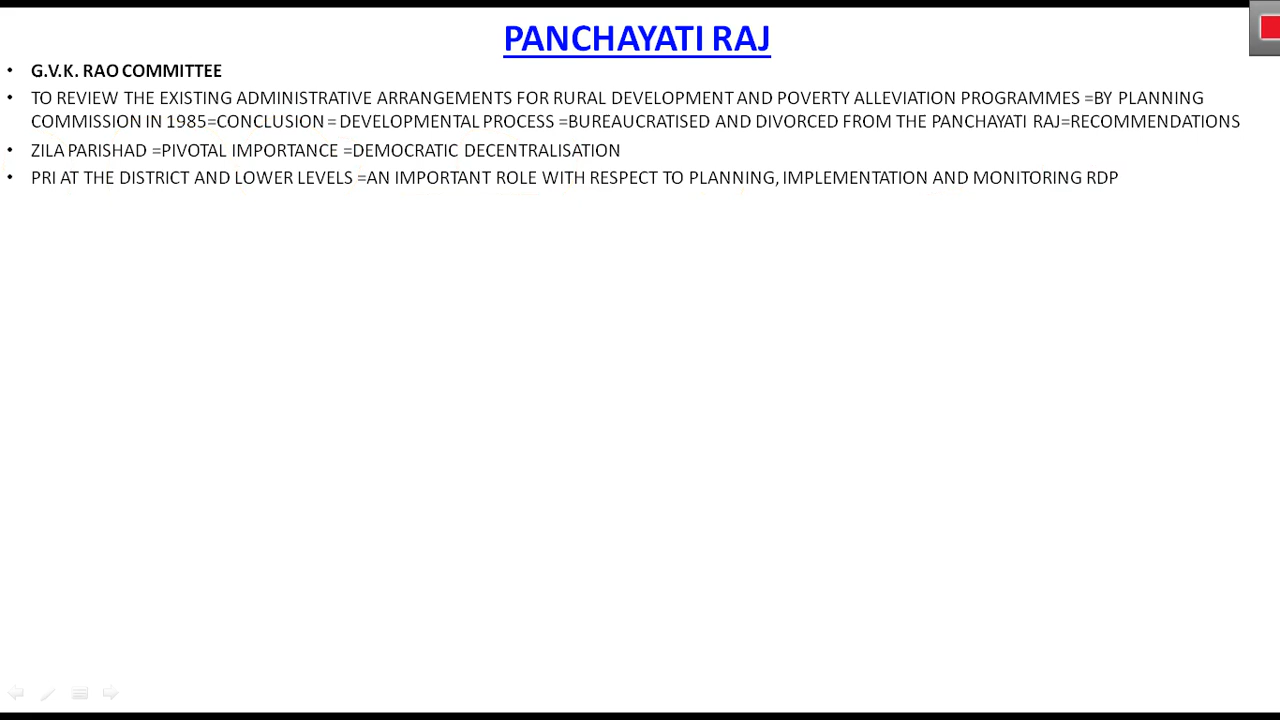 PANCHAYATI RAJ
• G.V.K. RAO COMMITTEE
• TO REVIEW THE EXISTING ADMINISTRATIVE ARRANGEMENTS FOR RURAL DEVELOPMENT AND POVERTY ALLEVIATION PROGRAMMES =BY PLANNING
COMMISSION IN 1985=CONCLUSION = DEVELOPMENTAL PROCESS =BUREAUCRATISED AND DIVORCED FROM THE PANCHAYATI RAJ=RECOMMENDATIONS
• ZILA PARISHAD =PIVOTAL IMPORTANCE =DEMOCRATIC DECENTRALISATION
• PRI AT THE DISTRICT AND LOWER LEVELS =AN IMPORTANT ROLE WITH RESPECT TO PLANNING, IMPLEMENTATION AND MONITORING RDP